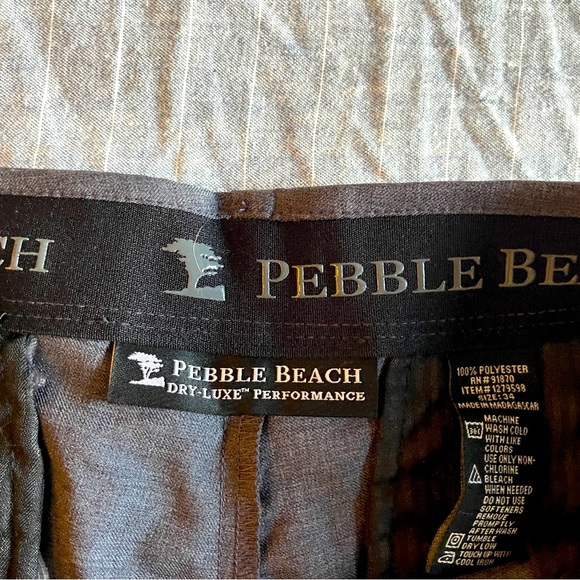 CH PEBBLE BEA
PEBBLE BEACH
DRY-LUXE™ PERFORMANCE
100% POLYESTER
RN# 91870
ITEM# 1279598
SIZE: 34
MADE IN MADAGASCAR
MACHINE
WASH COLD
WITH LIKE
COLORS
USE ONLY NON-
CHLORINE
BLEACH
WHEN NEEDED
DO NOT USE
SOFTENERS
REMOVE
PROMPTLY
AFTER WASH
TUMBLE
DRY LOW
TOUCH UP WITH
COOL IRON